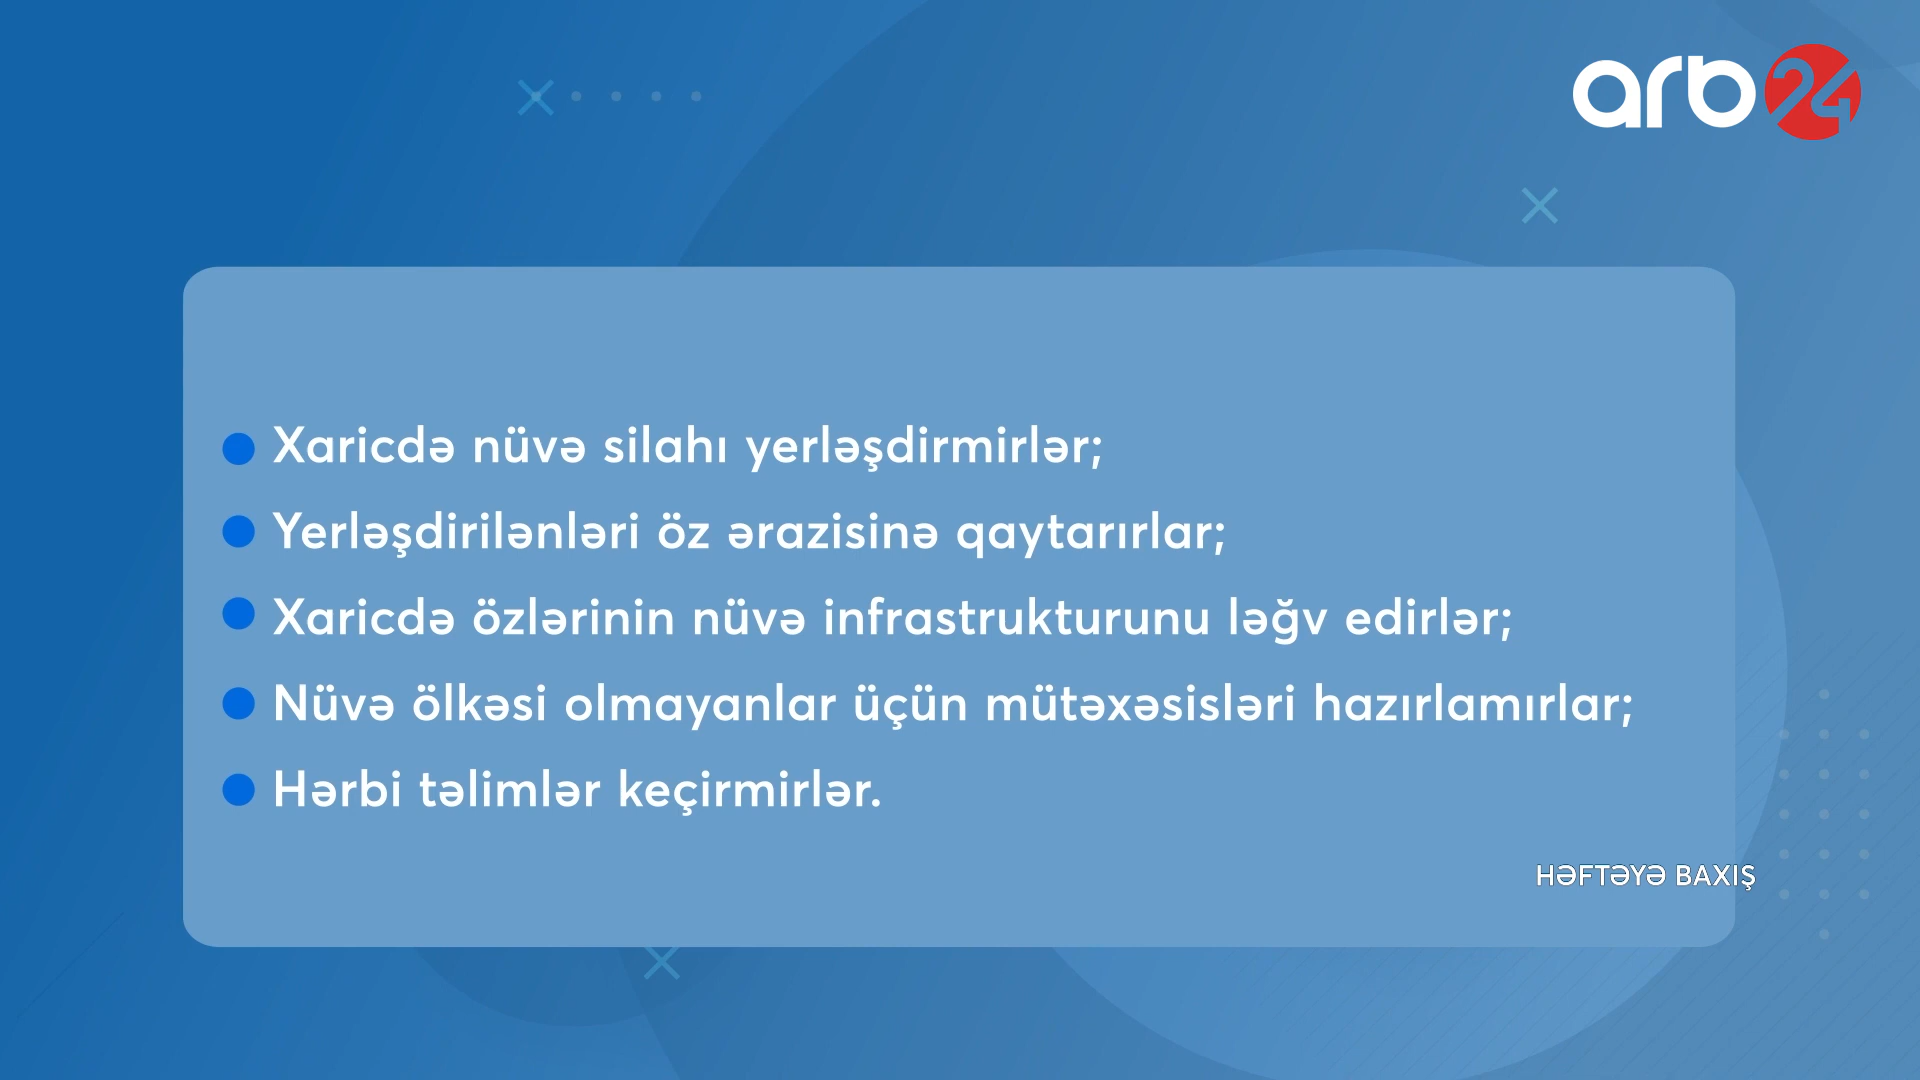 arb24
Xaricdə nüvə silahı yerləşdirmirlər;
Yerləşdirilənləri öz ərazisinə qaytarırlar;
Xaricdə özlərinin nüvə infrastrukturunu ləğv edirlər;
Nüvə ölkəsi olmayanlar üçün mütəxəsisləri hazırlamırlar;
Hərbi təlimlər keçirmirlər.
HƏFTƏYƏ BAXIŞ